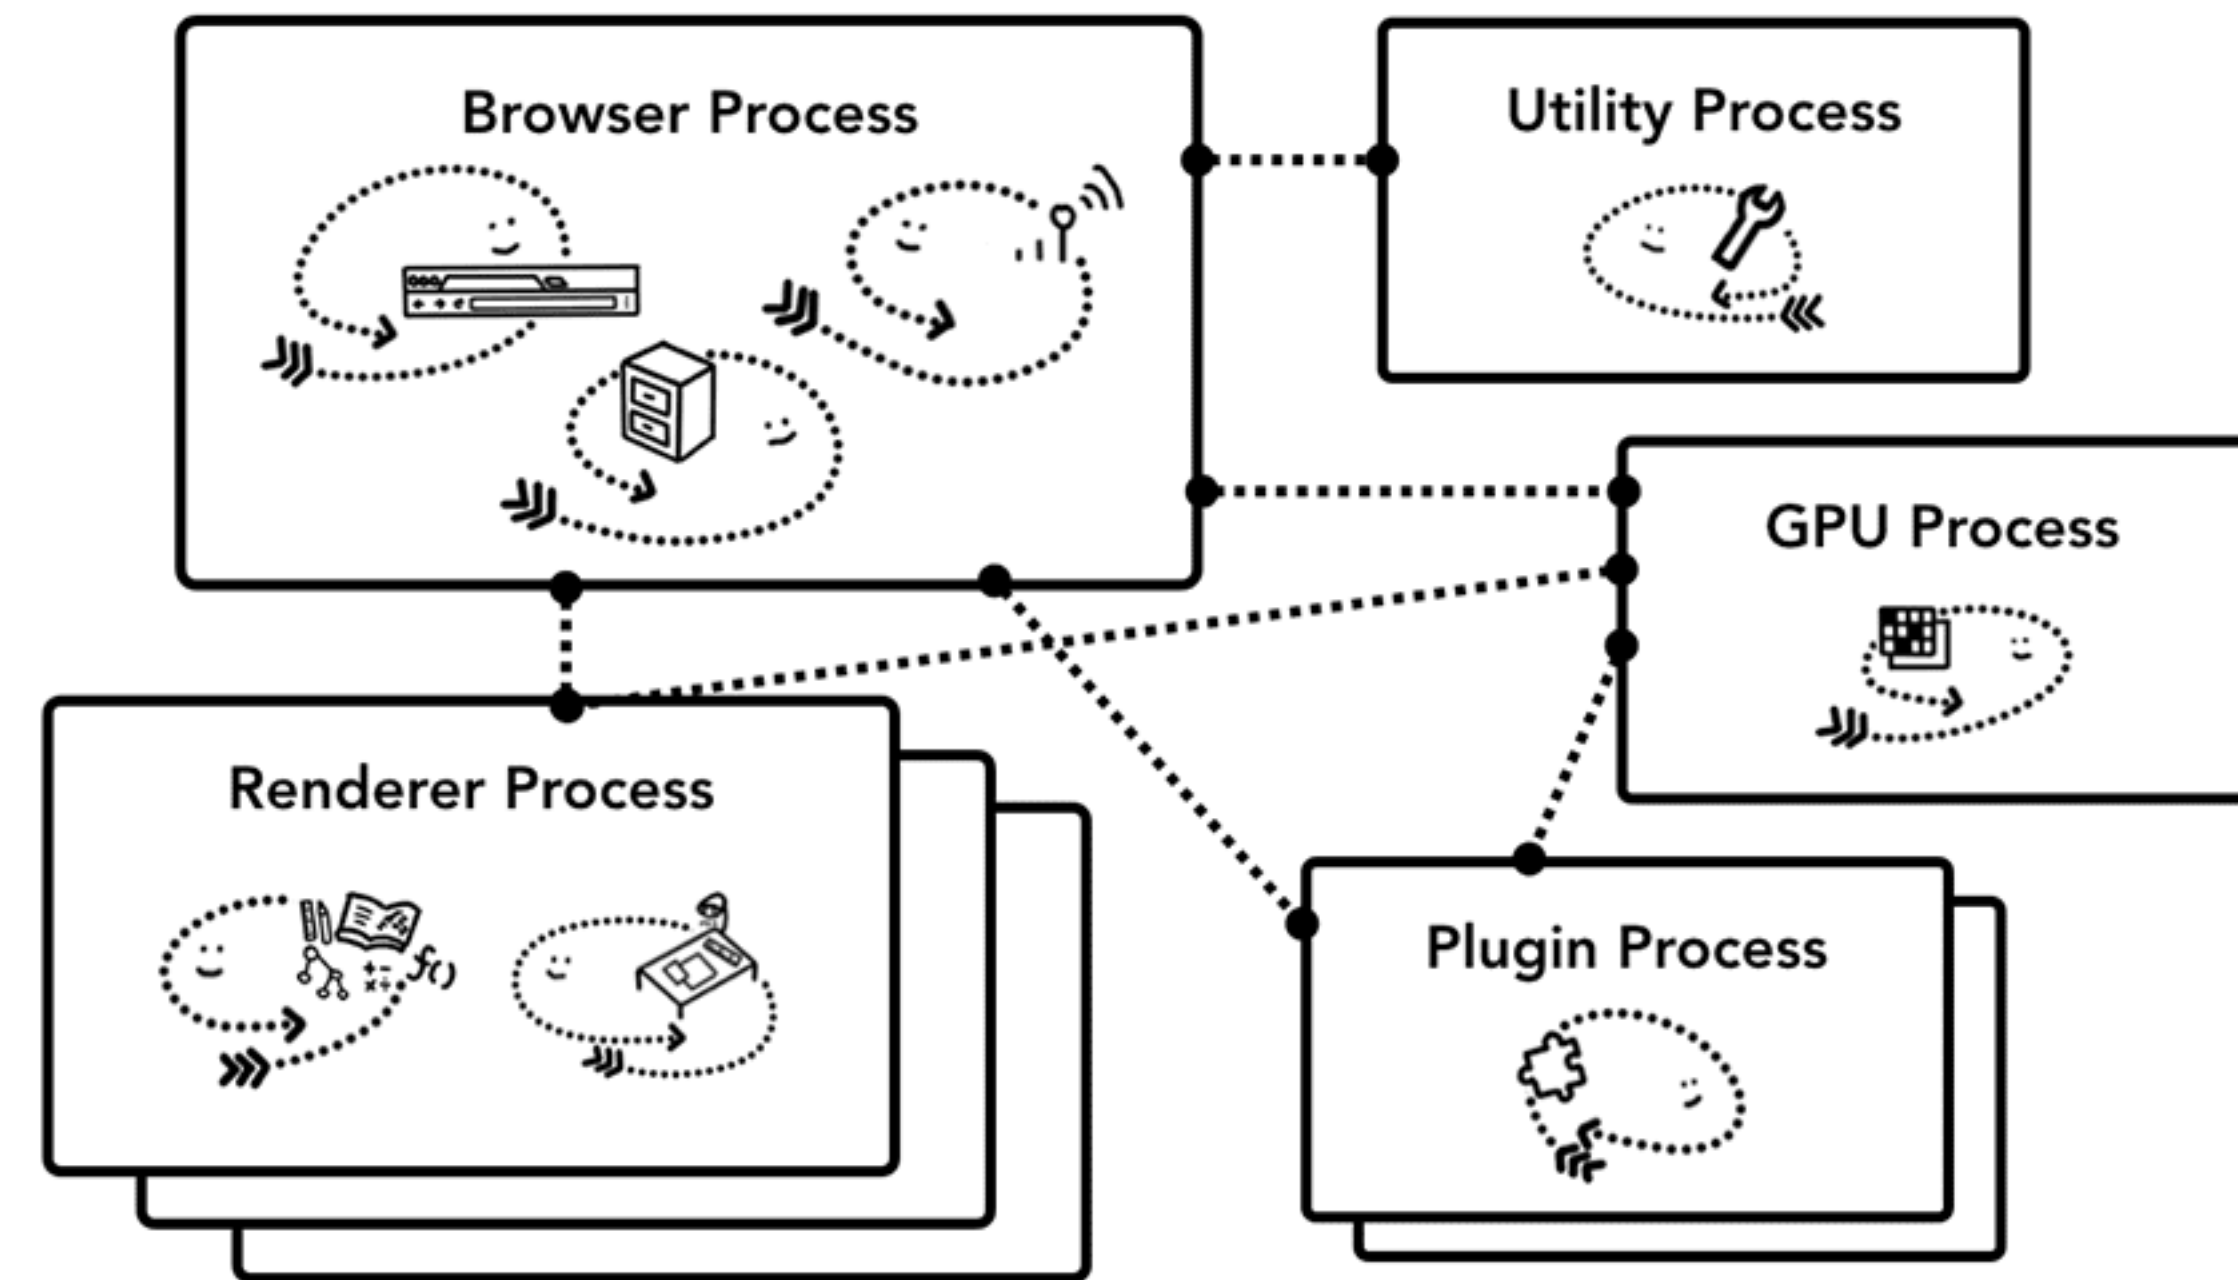 Browser Process
Utility Process
GPU Process
Renderer Process
f()
Plugin Process